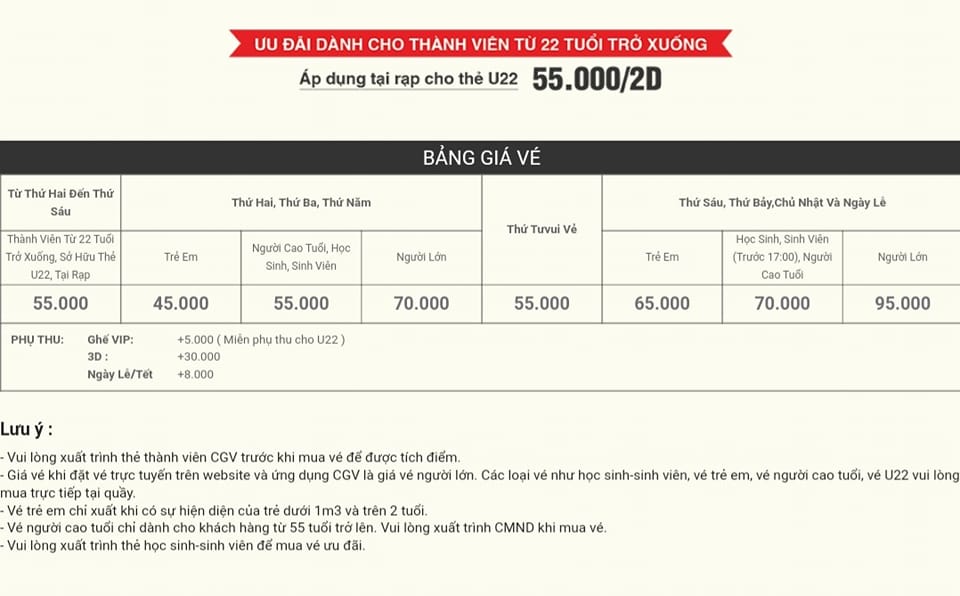 ƯU ĐÃI DÀNH CHO THÀNH VIÊN TỪ 22 TUỔI TRỞ XUỐNG
Áp dụng tại rạp cho thẻ U22 55.000/2D
BẢNG GIÁ VÉ
Từ Thứ Hai Đến Thứ
Sáu
Thứ Hai, Thứ Ba, Thứ Năm
Thứ Tưvui Vẻ
Thứ Sáu, Thứ Bảy,Chủ Nhật Và Ngày Lễ
Thành Viên Từ 22 Tuổi
Trở Xuống, Sở Hữu Thẻ
U22, Tại Rạp
Trẻ Em
Người Cao Tuổi, Học
Sinh, Sinh Viên
Người Lớn
Trẻ Em
Học Sinh, Sinh Viên
(Trước 17:00), Người
Cao Tuổi
Người Lớn
55.000 45.000 55.000 70.000 55.000 65.000 70.000 95.000
PHỤ THU: Ghế VIP: +5.000 ( Miễn phụ thu cho U22 )
3D : +30.000
Ngày Lễ/Tết +8.000
Lưu ý :
- Vui lòng xuất trình thẻ thành viên CGV trước khi mua vé để được tích điểm.
- Giá vé khi đặt vé trực tuyến trên website và ứng dụng CGV là giá vé người lớn. Các loại vé như học sinh-sinh viên, vé trẻ em, vé người cao tuổi, vé U22 vui lòng
mua trực tiếp tại quầy.
- Vé trẻ em chỉ xuất khi có sự hiện diện của trẻ dưới 1m3 và trên 2 tuổi.
- Vé người cao tuổi chỉ dành cho khách hàng từ 55 tuổi trở lên. Vui lòng xuất trình CMND khi mua vé.
- Vui lòng xuất trình thẻ học sinh-sinh viên để mua vé ưu đãi.